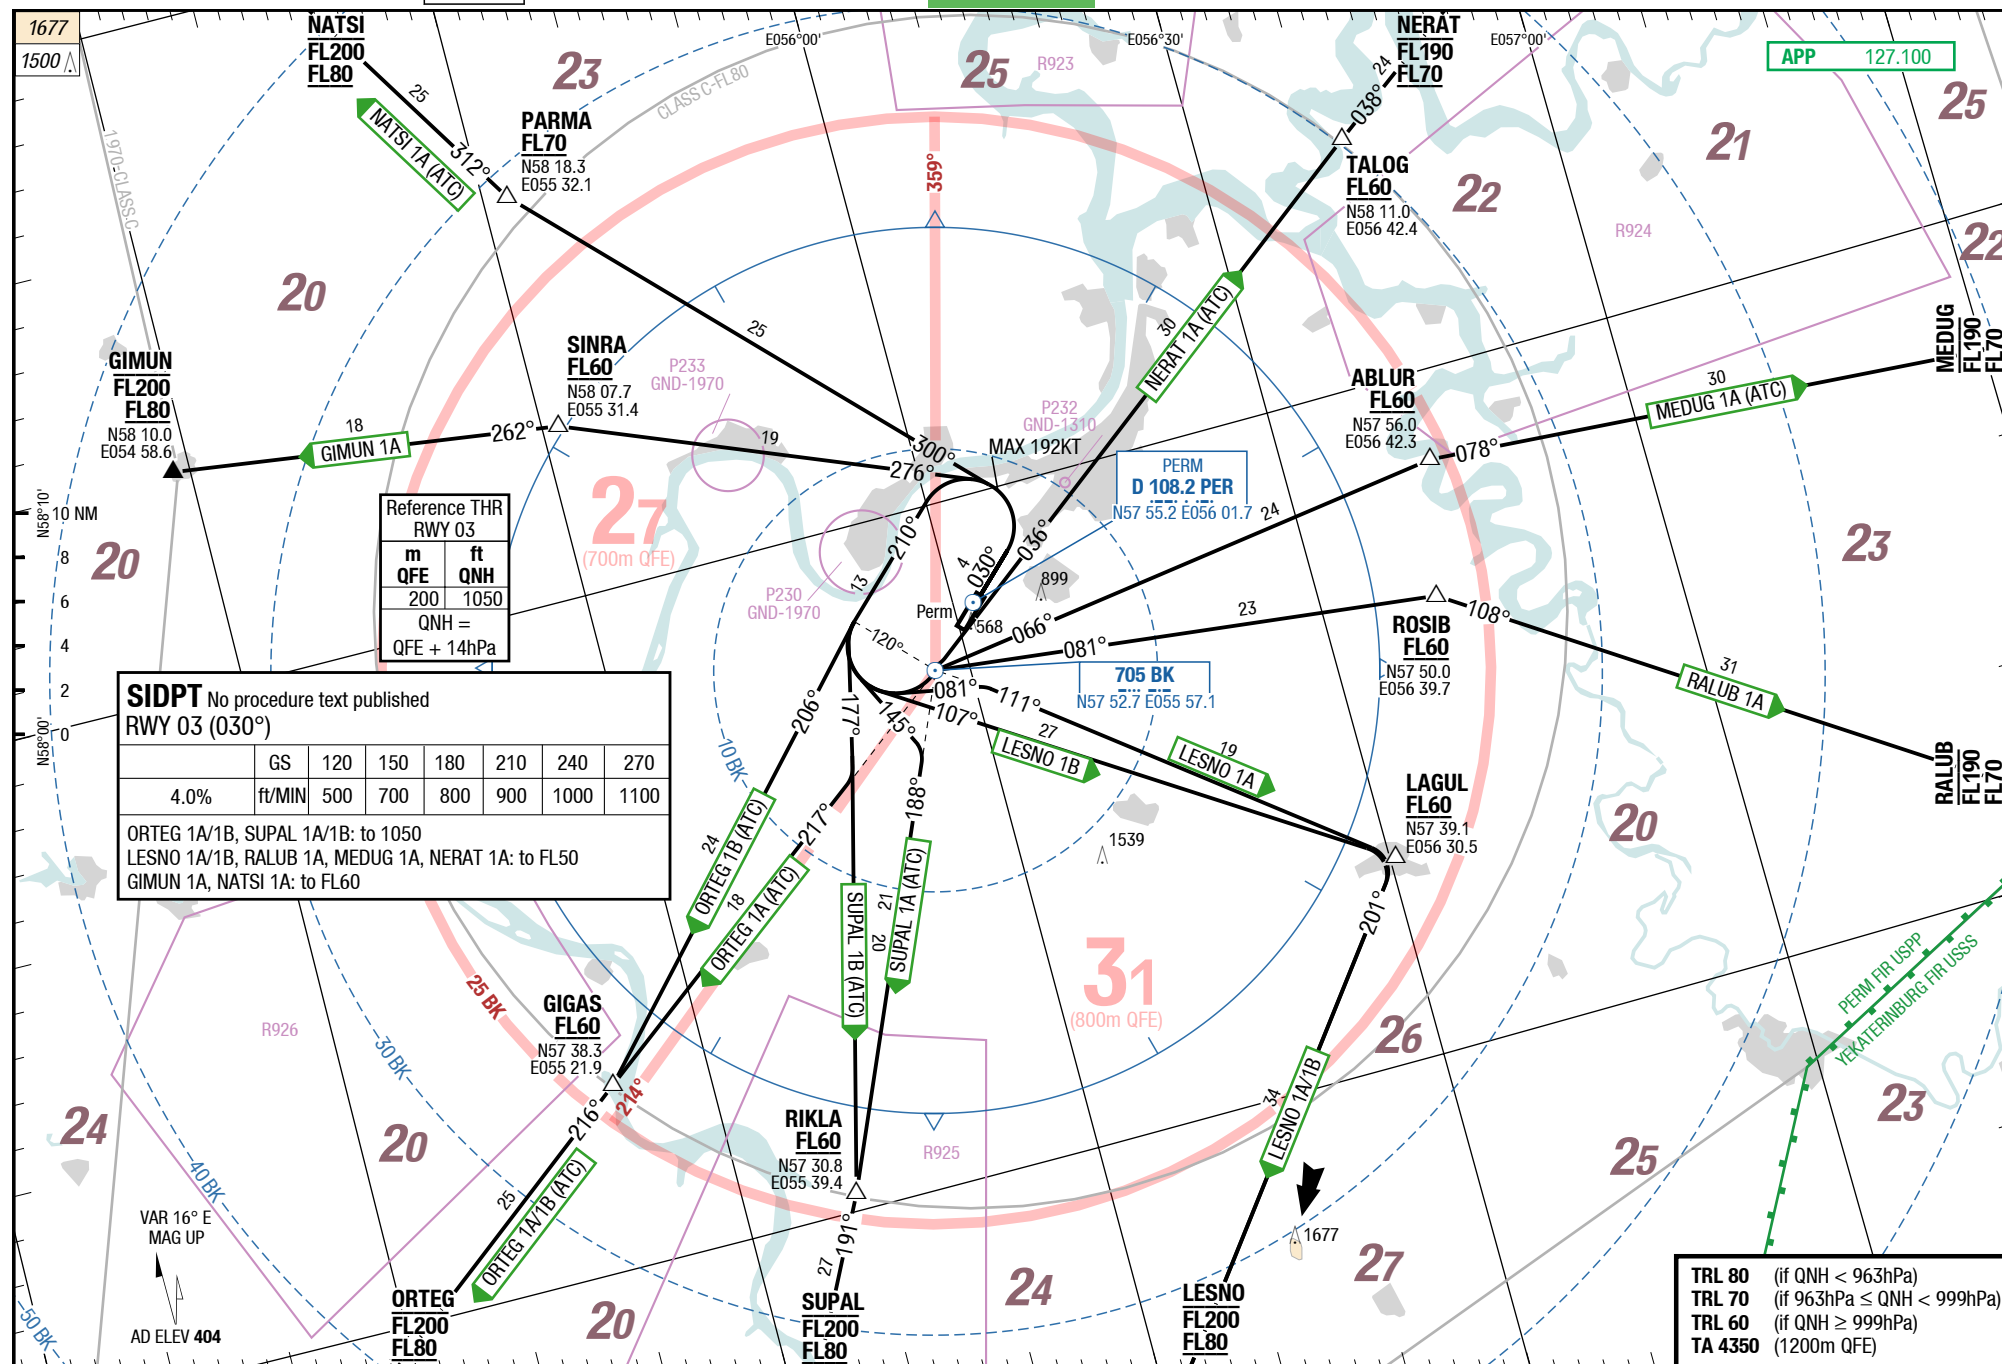 1677
1500
NATSI
FL200
FL80
25
312°
NATSI 1A (ATC)
PARMA
FL70
N58 18.3
E055 32.1
23
CLASS C-FL80
E056°00'
25
R923
E056°30'
NERAT
FL190
FL70
24
038°
E057°00'
APP 127.100
25
21
22
22
R924
1970-CLASS C
359°
TALOG
FL60
N58 11.0
E056 42.4
20
25
30
NERAT 1A (ATC)
GIMUN
FL200
FL80
N58 10.0
E054 58.6
18
GIMUN 1A
262°
SINRA
FL60
N58 07.7
E055 31.4
P233
GND-1970
19
P232
GND-1310
MAX 192KT
300°
276°
ABLUR
FL60
N57 56.0
E056 42.3
078°
30
MEDUG 1A (ATC)
MEDUG
FL190
FL70
PERM
D 108.2 PER
N57 55.2 E056 01.7
24
23
27
(700m QFE)
N58°10'
10 NM
8
6
4
2
0
N58°00'
20
Reference THR
RWY 03
m ft
QFE QNH
200 1050
QNH =
QFE + 14hPa
210°
13
P230
GND-1970
4
030°
036°
899
Perm
568
066°
081°
23
-120°
ROSIB
FL60
N57 50.0
E056 39.7
108°
31
RALUB 1A
RALUB
FL190
FL70
705 BK
N57 52.7 E055 57.1
SIDPT No procedure text published
RWY 03 (030°)
GS 120 150 180 210 240 270
4.0% ft/MIN 500 700 800 900 1000 1100
ORTEG 1A/1B, SUPAL 1A/1B: to 1050
LESNO 1A/1B, RALUB 1A, MEDUG 1A, NERAT 1A: to FL50
GIMUN 1A, NATSI 1A: to FL60
206°
177°
145°
081°
107°
111°
27
LESNO 1B
19
LESNO 1A
10 BK
217°
188°
24
ORTEG 1B (ATC)
18
ORTEG 1A (ATC)
SUPAL 1B (ATC)
21
20
SUPAL 1A (ATC)
1539
LAGUL
FL60
N57 39.1
E056 30.5
201°
20
31
(800m QFE)
26
PERM FIR USPP
YEKATERINBURG FIR USSS
23
25 BK
R926
30 BK
GIGAS
FL60
N57 38.3
E055 21.9
214°
216°
25
ORTEG 1A/1B (ATC)
24
20
40 BK
RIKLA
FL60
N57 30.8
E055 39.4
R925
34
LESNO 1A/1B
25
191°
27
1677
27
24
20
VAR 16° E
MAG UP
AD ELEV 404
50 BK
ORTEG
FL200
FL80
SUPAL
FL200
FL80
LESNO
FL200
FL80
TRL 80 (if QNH < 963hPa)
TRL 70 (if 963hPa ≤ QNH < 999hPa)
TRL 60 (if QNH ≥ 999hPa)
TA 4350 (1200m QFE)